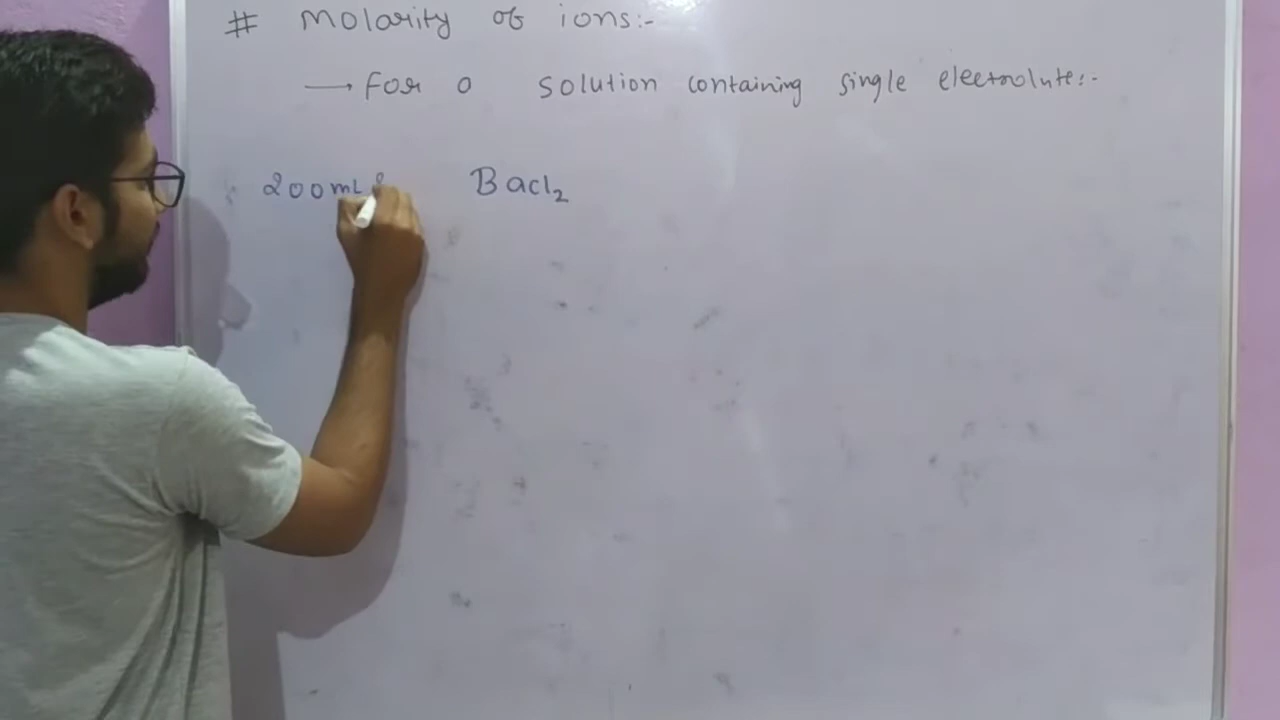 # Molarity of ions:-
→ For a solution containing single electrolute:-
200mL BaCl2